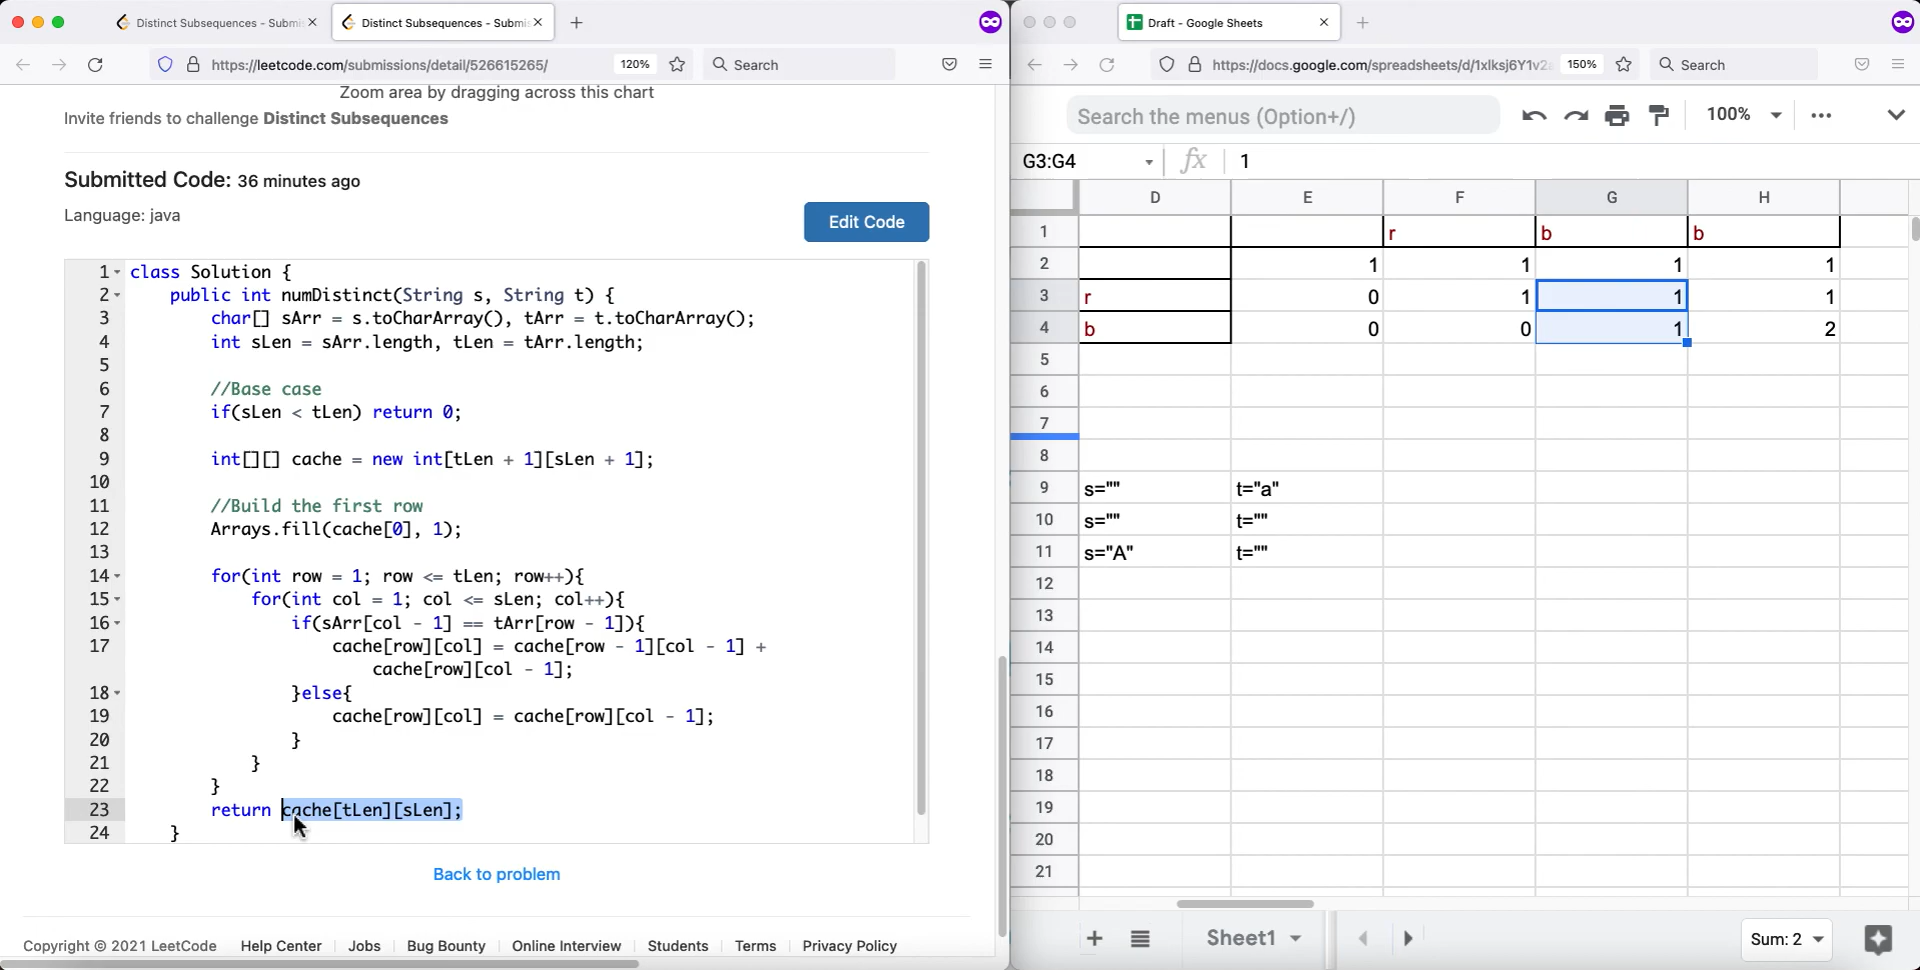 Distinct Subsequences - Submis
Distinct Subsequences - Submis
https://leetcode.com/submissions/detail/526615265/
120%
Search
Zoom area by dragging across this chart
Invite friends to challenge Distinct Subsequences
Submitted Code: 36 minutes ago
Language: java
Edit Code
1 class Solution {
2 public int numDistinct(String s, String t) {
3 char[] sArr = s.toCharArray(), tArr = t.toCharArray();
4 int sLen = sArr.length, tLen = tArr.length;
5
6 //Base case
7 if(sLen < tLen) return 0;
8
9 int[][] cache = new int[tLen + 1][sLen + 1];
10
11 //Build the first row
12 Arrays.fill(cache[0], 1);
13
14 for(int row = 1; row <= tLen; row++){
15 for(int col = 1; col <= sLen; col++){
16 if(sArr[col - 1] == tArr[row - 1]){
17 cache[row][col] = cache[row - 1][col - 1] +
cache[row][col - 1];
18 }else{
19 cache[row][col] = cache[row][col - 1];
20 }
21 }
22 }
23 return cache[tLen][sLen];
24 }
Back to problem
Copyright © 2021 LeetCode Help Center Jobs Bug Bounty Online Interview Students Terms Privacy Policy
Draft - Google Sheets
https://docs.google.com/spreadsheets/d/1xlksj6Y1v2
150%
Search
Search the menus (Option+/)
100%
G3:G4 fx 1
D E F G H
1 r b b
2 1 1 1 1
3 r 0 1 1 1
4 b 0 0 1 2
5
6
7
8
9 s="" t="a"
10 s="" t=""
11 s="A" t=""
12
13
14
15
16
17
18
19
20
21
Sheet1
Sum: 2